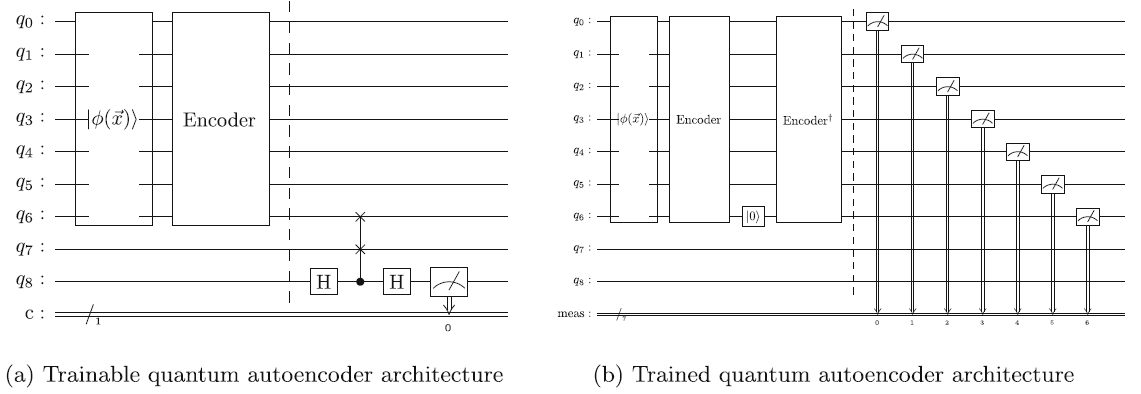 q0 :
q1 :
q2 :
q3 :
q4 :
q5 :
q6 :
q7 :
q8 :
c :
|ϕ(x⃗)⟩
Encoder
H
H
1
0
(a) Trainable quantum autoencoder architecture
q0 :
q1 :
q2 :
q3 :
q4 :
q5 :
q6 :
q7 :
q8 :
meas :
|ϕ(x⃗)⟩
Encoder
|0⟩
Encoder†
7
0 1 2 3 4 5 6
(b) Trained quantum autoencoder architecture